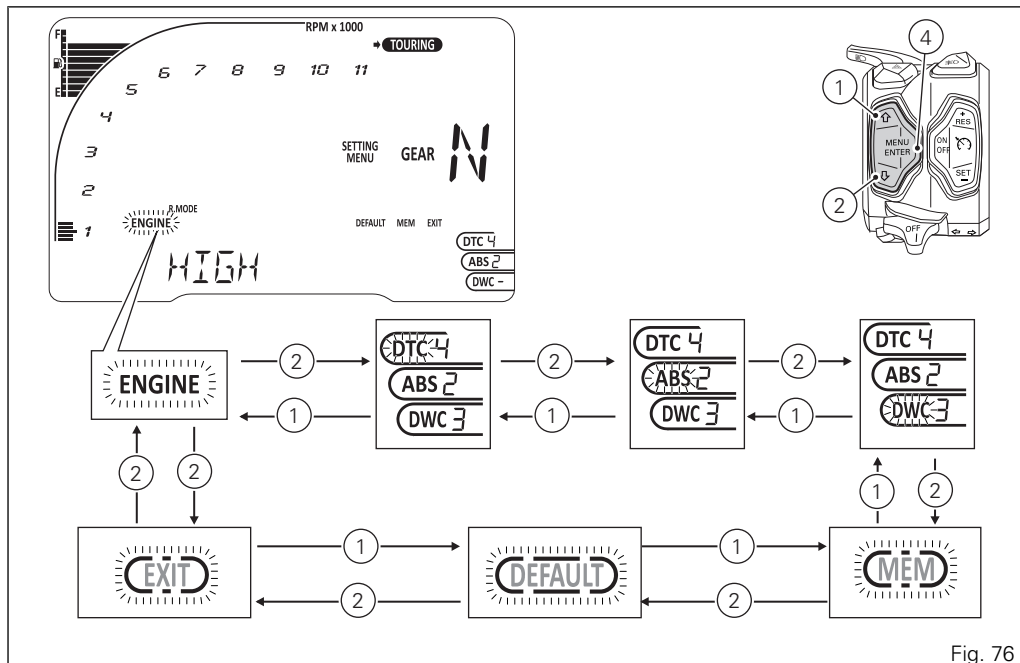 RPM x 1000
F
E
TOURING
1
2
3
4
5
6
7
8
9
10
11
SETTING
MENU
GEAR N
R.MODE
ENGINE
DEFAULT MEM EXIT
HIGH
DTC 4
ABS 2
DWC -
4
1
2
MENU
ENTER
ON
OFF
+
RES
SET
-
OFF
ENGINE
2
1
DTC 4
ABS 2
DWC 3
2
1
DTC 4
ABS 2
DWC 3
2
1
DTC 4
ABS 2
DWC 3
2
2
1
2
EXIT
1
2
DEFAULT
1
2
MEM
Fig. 76